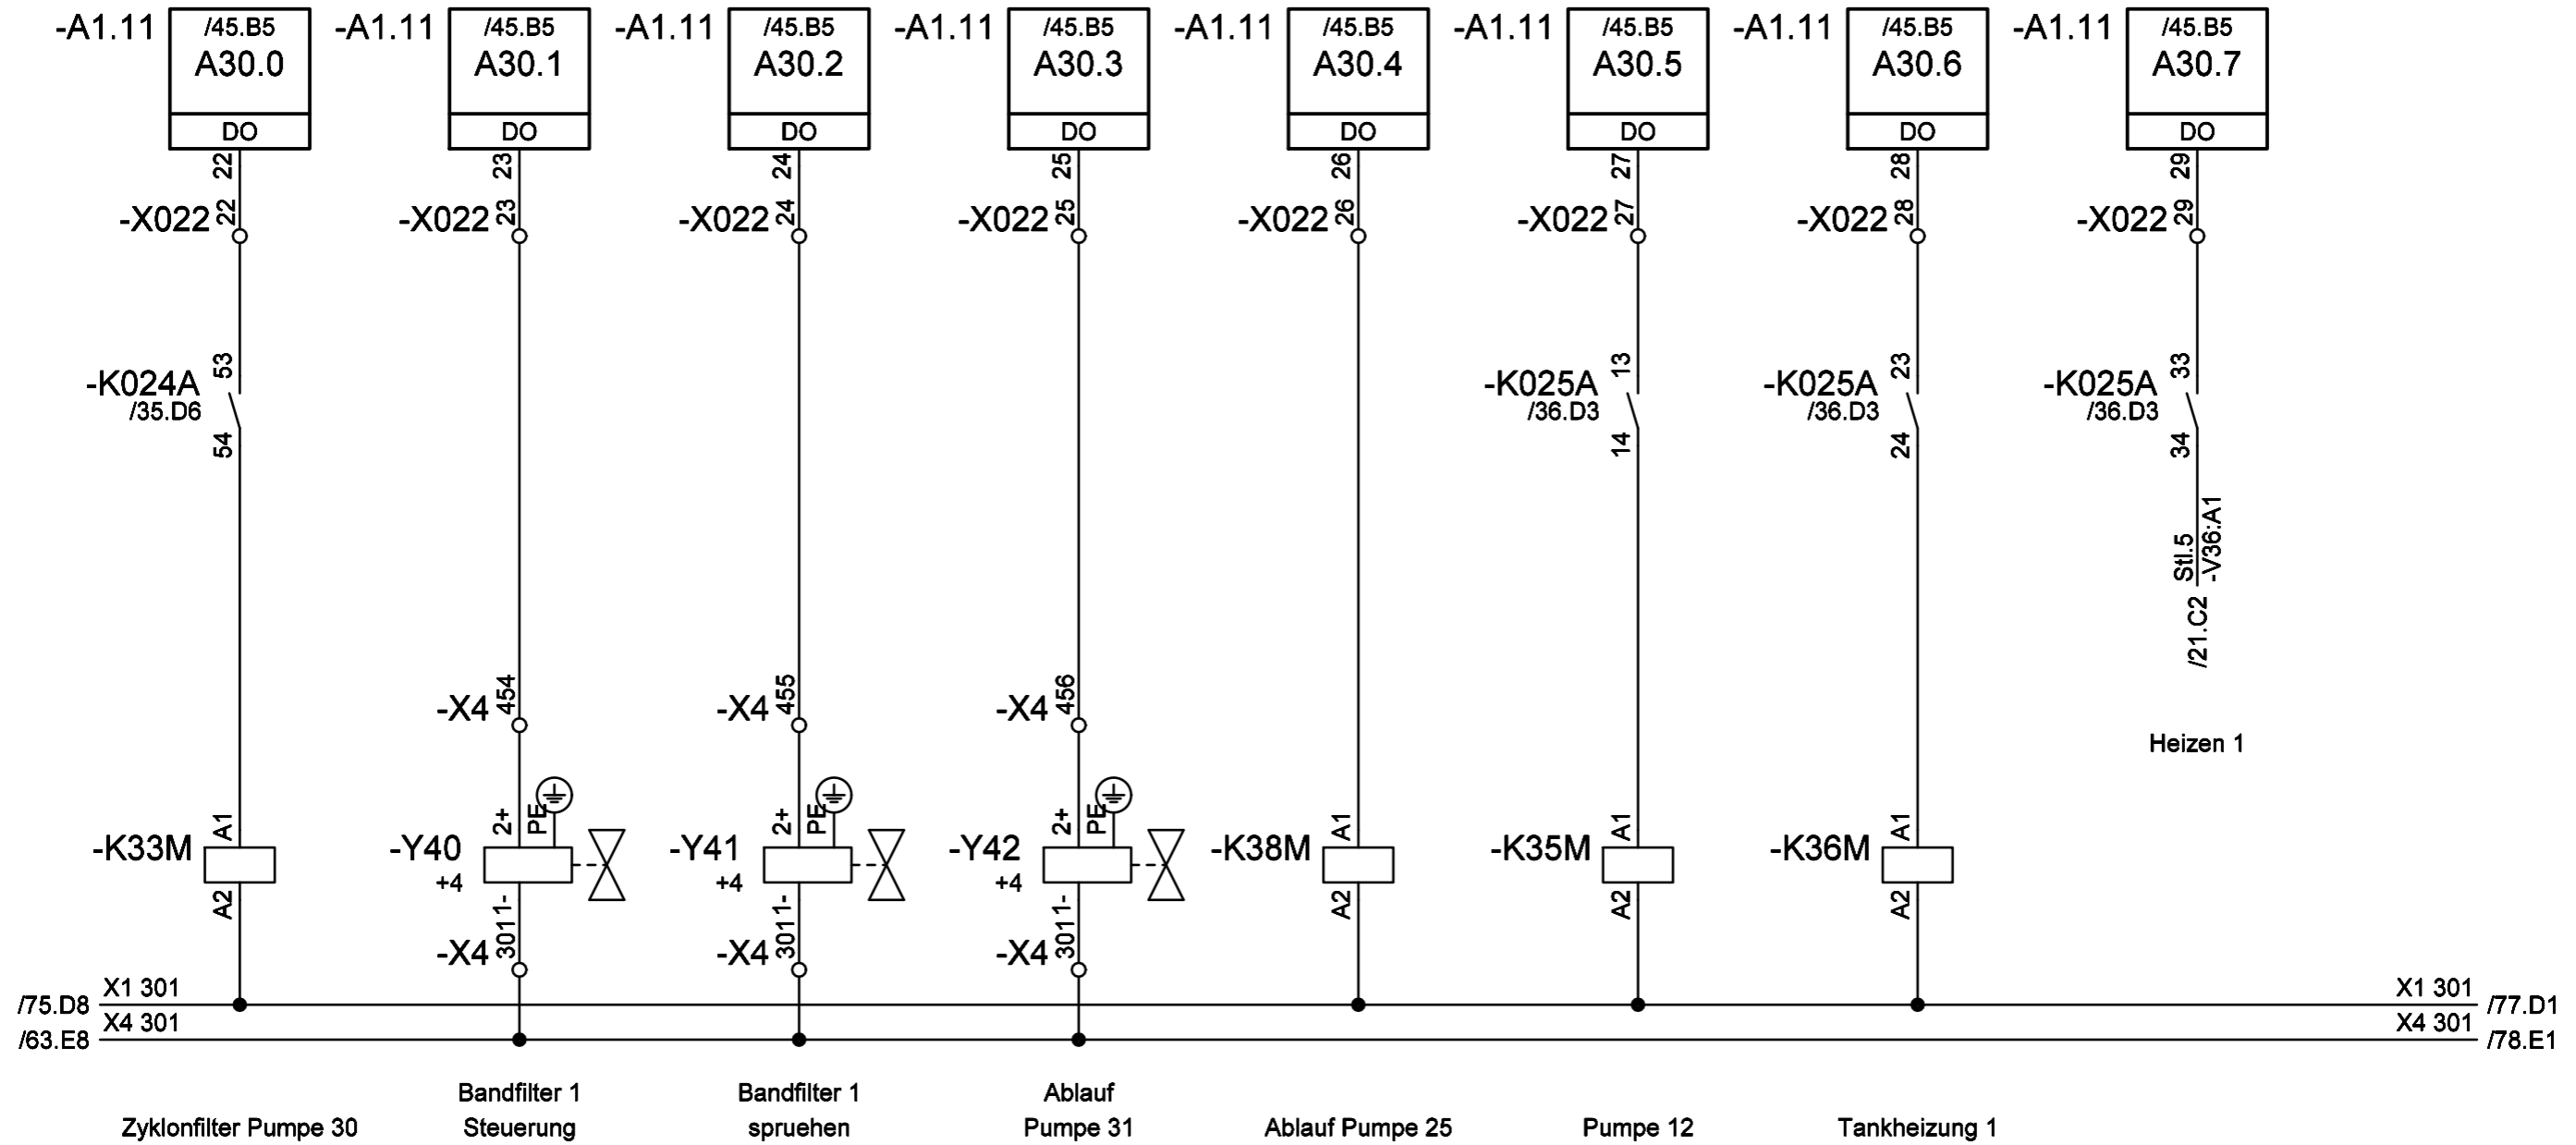 -A1.11 /45.B5 -A1.11 /45.B5 -A1.11 /45.B5 -A1.11 /45.B5 -A1.11 /45.B5 -A1.11 /45.B5 -A1.11 /45.B5 -A1.11 /45.B5
A30.0 A30.1 A30.2 A30.3 A30.4 A30.5 A30.6 A30.7
DO DO DO DO DO DO DO DO
22 23 24 25 26 27 28 29
-X022 22 -X022 23 -X022 24 -X022 25 -X022 26 -X022 27 -X022 28 -X022 29
53 13 23 33
-K024A -K025A -K025A -K025A
/35.D6 /36.D3 /36.D3 /36.D3
54 14 24 34
Stl.5
-V36:A1
/21.C2
-X4 454 -X4 455 -X4 456
Heizen 1
A1 2+ PE 2+ PE 2+ PE A1 A1 A1
-K33M -Y40 -Y41 -Y42 -K38M -K35M -K36M
+4 +4 +4
A2 1- 1- 1- A2 A2 A2
-X4 301 -X4 301 -X4 301
X1 301 X1 301
/75.D8 /77.D1
X4 301 X4 301
/63.E8 /78.E1
Bandfilter 1 Bandfilter 1 Ablauf
Zyklonfilter Pumpe 30 Steuerung spruehen Pumpe 31 Ablauf Pumpe 25 Pumpe 12 Tankheizung 1